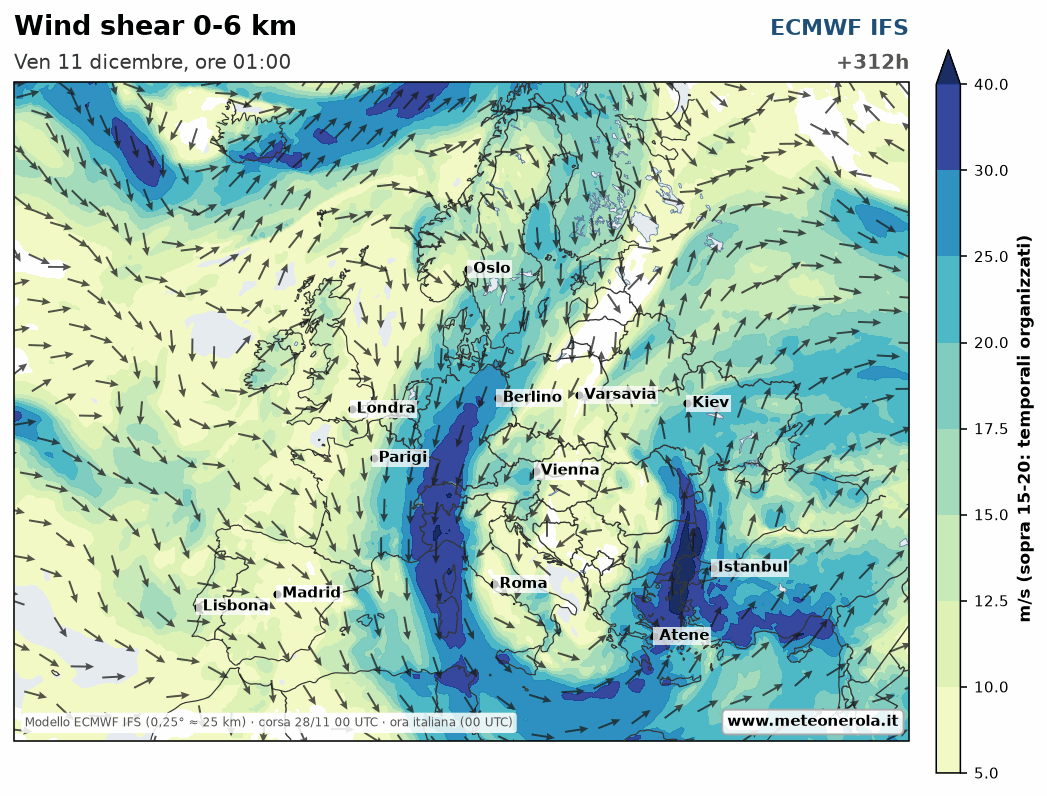 Wind shear 0-6 km
ECMWF IFS
Ven 11 dicembre, ore 01:00
+312h
40.0
30.0
25.0
20.0
17.5
15.0
12.5
10.0
5.0
m/s (sopra 15-20: temporali organizzati)
Oslo
Berlino
Varsavia
Londra
Kiev
Parigi
Vienna
Istanbul
Roma
Madrid
Lisbona
Atene
Modello ECMWF IFS (0,25° ≈ 25 km) · corsa 28/11 00 UTC · ora italiana (00 UTC)
www.meteonerola.it